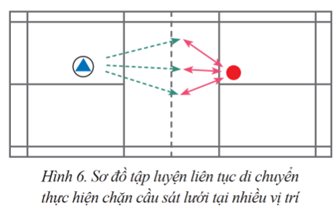 Hình 6. Sơ đồ tập luyện liên tục di chuyển
thực hiện chặn cầu sát lưới tại nhiều vị trí